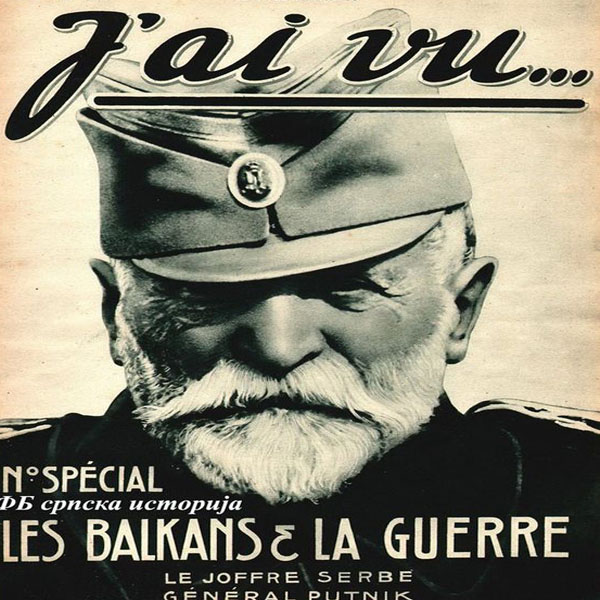 J'ai vu...
N° SPÉCIAL
ФБ српска историја
LES BALKANS & LA GUERRE
LE JOFFRE SERBE
GÉNÉRAL PUTNIK